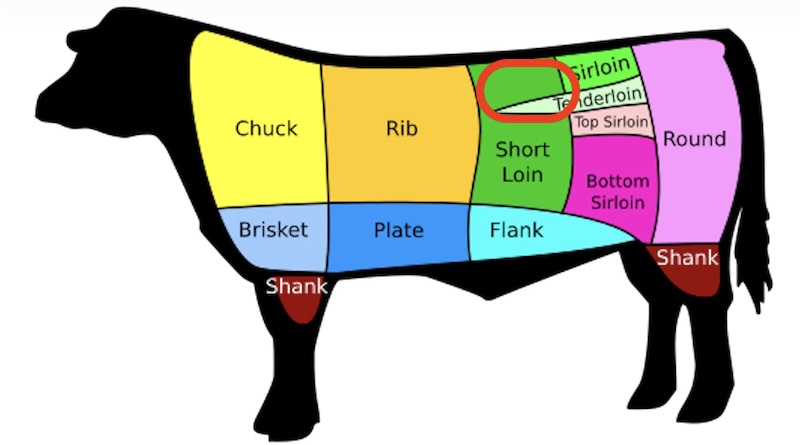 Chuck
Rib
Short
Loin
Sirloin
Tenderloin
Top Sirloin
Bottom
Sirloin
Round
Brisket
Plate
Flank
Shank
Shank